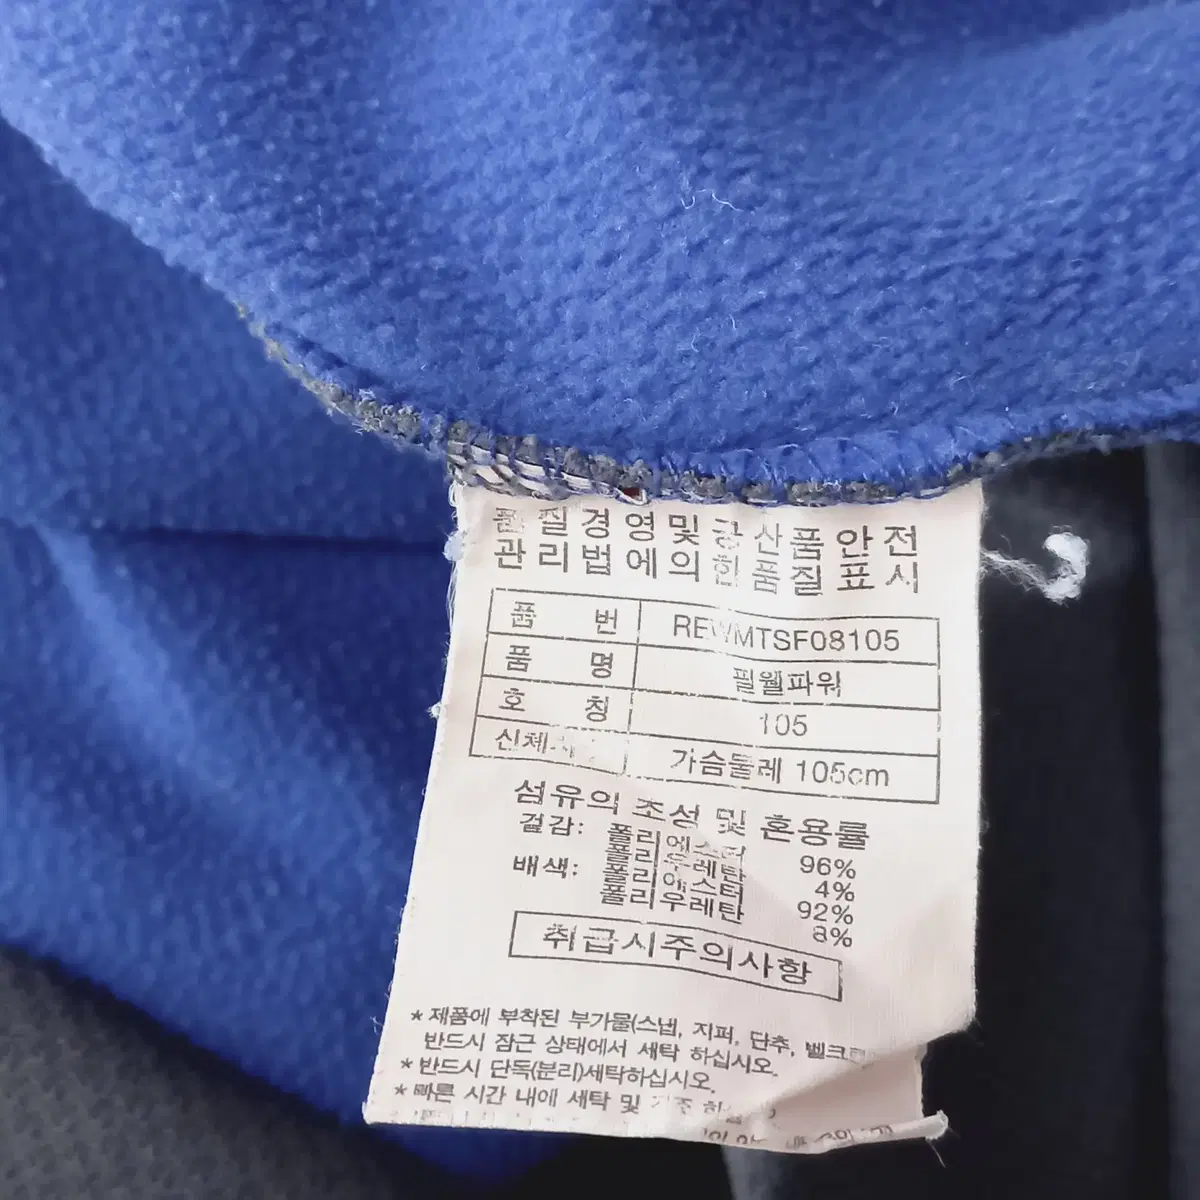 품질경영및공산품안전
관리법에의한품질표시
품 번 REWMTSF08105
품 명 필웰파워
호 칭 105
신체 가슴둘레 105cm
섬유의 조성 및 혼용률
겉감: 폴리에스터 96%
폴리우레탄 4%
배색: 폴리에스터 92%
폴리우레탄 8%
취급시주의사항
*제품에 부착된 부가물(스냅, 지퍼, 단추, 벨크로
반드시 잠근 상태에서 세탁 하십시오.
*반드시 단독(분리)세탁하십시오.
*빠른 시간 내에 세탁 및